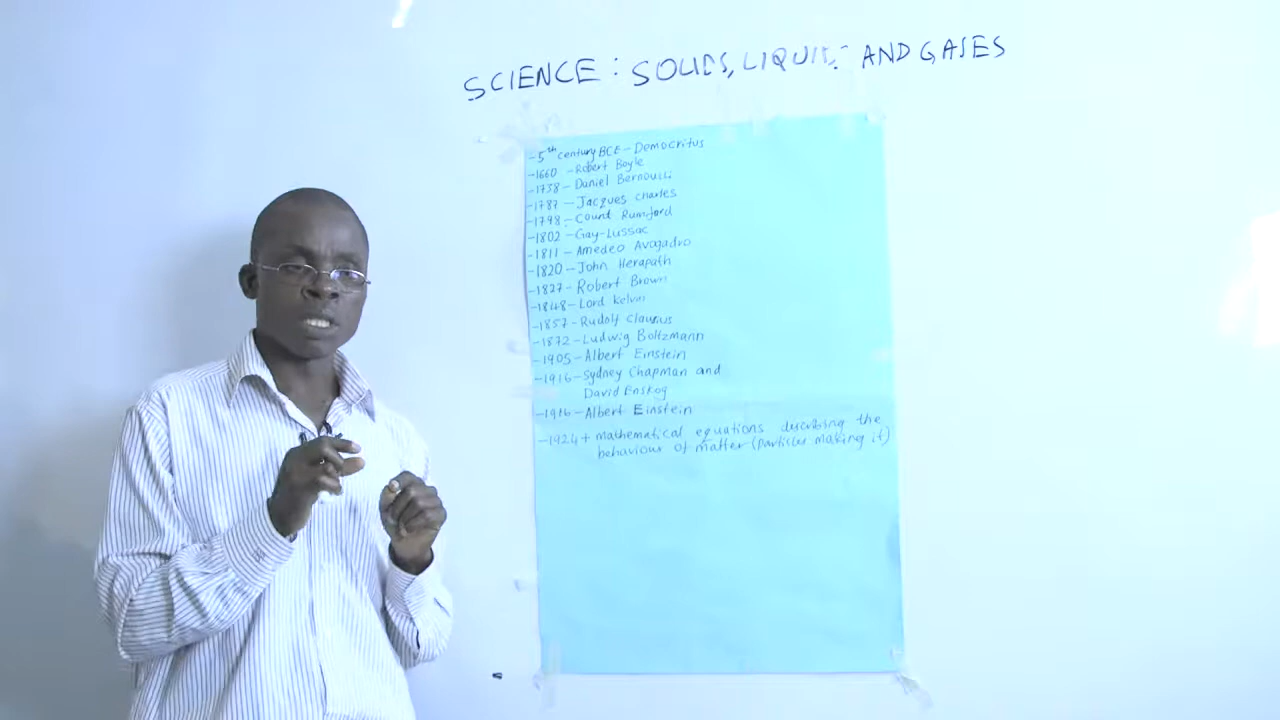 SCIENCE: SOLIDS, LIQUIDS AND GASES
-5th century BCE - Democritus
-1660 - Robert Boyle
-1738 - Daniel Bernoulli
-1787 - Jacques Charles
-1798 - Count Rumford
-1802 - Gay-Lussac
-1811 - Amedeo Avogadro
-1820 - John Herapath
-1827 - Robert Brown
-1848 - Lord Kelvin
-1857 - Rudolf Clausius
-1872 - Ludwig Boltzmann
-1905 - Albert Einstein
-1916 - Sydney Chapman and
David Enskog
-1916 - Albert Einstein
-1924 + mathematical equations describing the
behaviour of matter (particles making it)